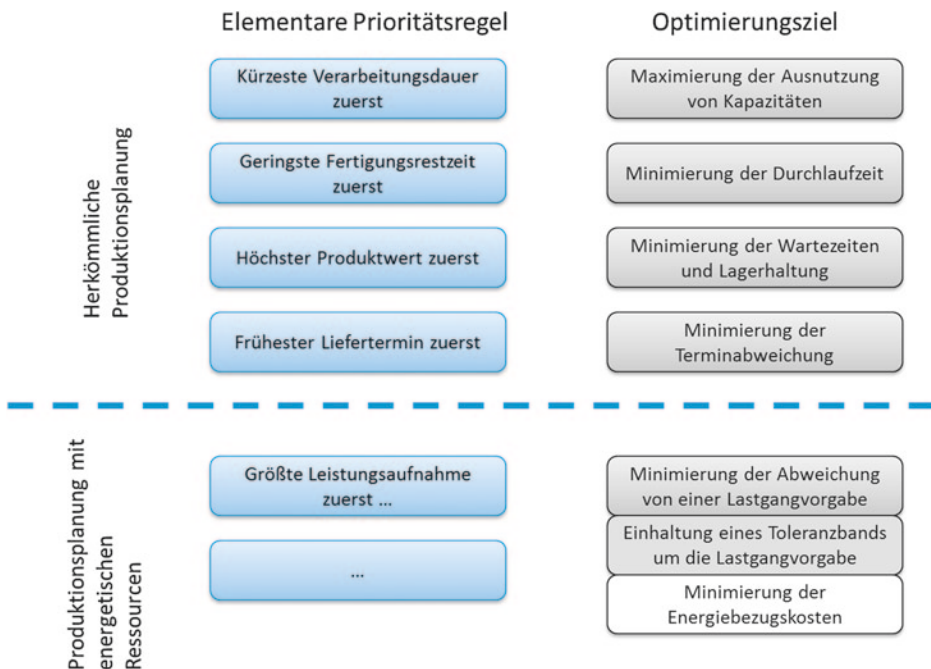 Elementare Prioritätsregel
Optimierungsziel
Herkömmliche
Produktionsplanung
Kürzeste Verarbeitungsdauer
zuerst
Maximierung der Ausnutzung
von Kapazitäten
Geringste Fertigungsrestzeit
zuerst
Minimierung der Durchlaufzeit
Höchster Produktwert zuerst
Minimierung der Wartezeiten
und Lagerhaltung
Frühester Liefertermin zuerst
Minimierung der
Terminabweichung
Produktionsplanung mit
energetischen
Ressourcen
Größte Leistungsaufnahme
zuerst ...
Minimierung der Abweichung
von einer Lastgangvorgabe
...
Einhaltung eines Toleranzbands
um die Lastgangvorgabe
Minimierung der
Energiebezugskosten